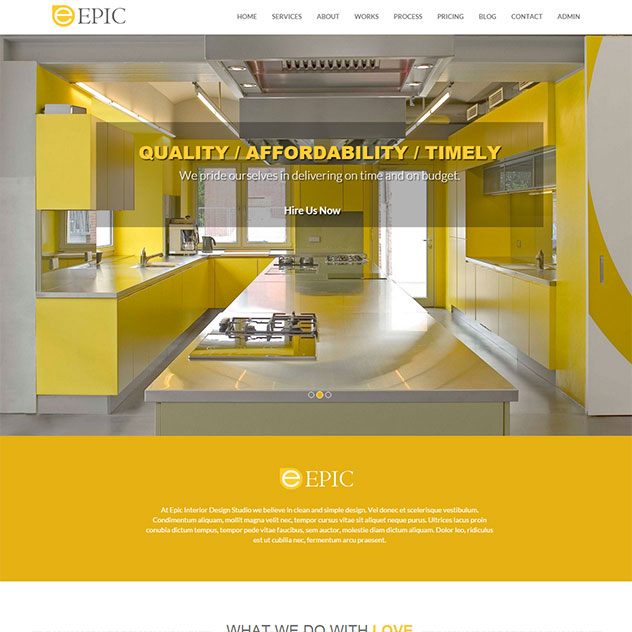 e EPIC
HOME SERVICES ABOUT WORKS PROCESS PRICING BLOG CONTACT ADMIN
QUALITY / AFFORDABILITY / TIMELY
We pride ourselves in delivering on time and on budget.
Hire Us Now
e EPIC
At Epic Interior Design Studio we believe in clean and simple design. Vel donec et scelerisque vestibulum.
Condimentum aliquam, mollit magna velit nec, tempor cursus vitae sit aliquet neque purus. Ultrices lacus proin
conubia dictum tempus, tempor pede vitae faucibus, sem auctor, molestie diam dictum aliquam. Dolor leo, ridiculus
est ut cubilia nec, fermentum arcu praesent.
WHAT WE DO WITH LOVE